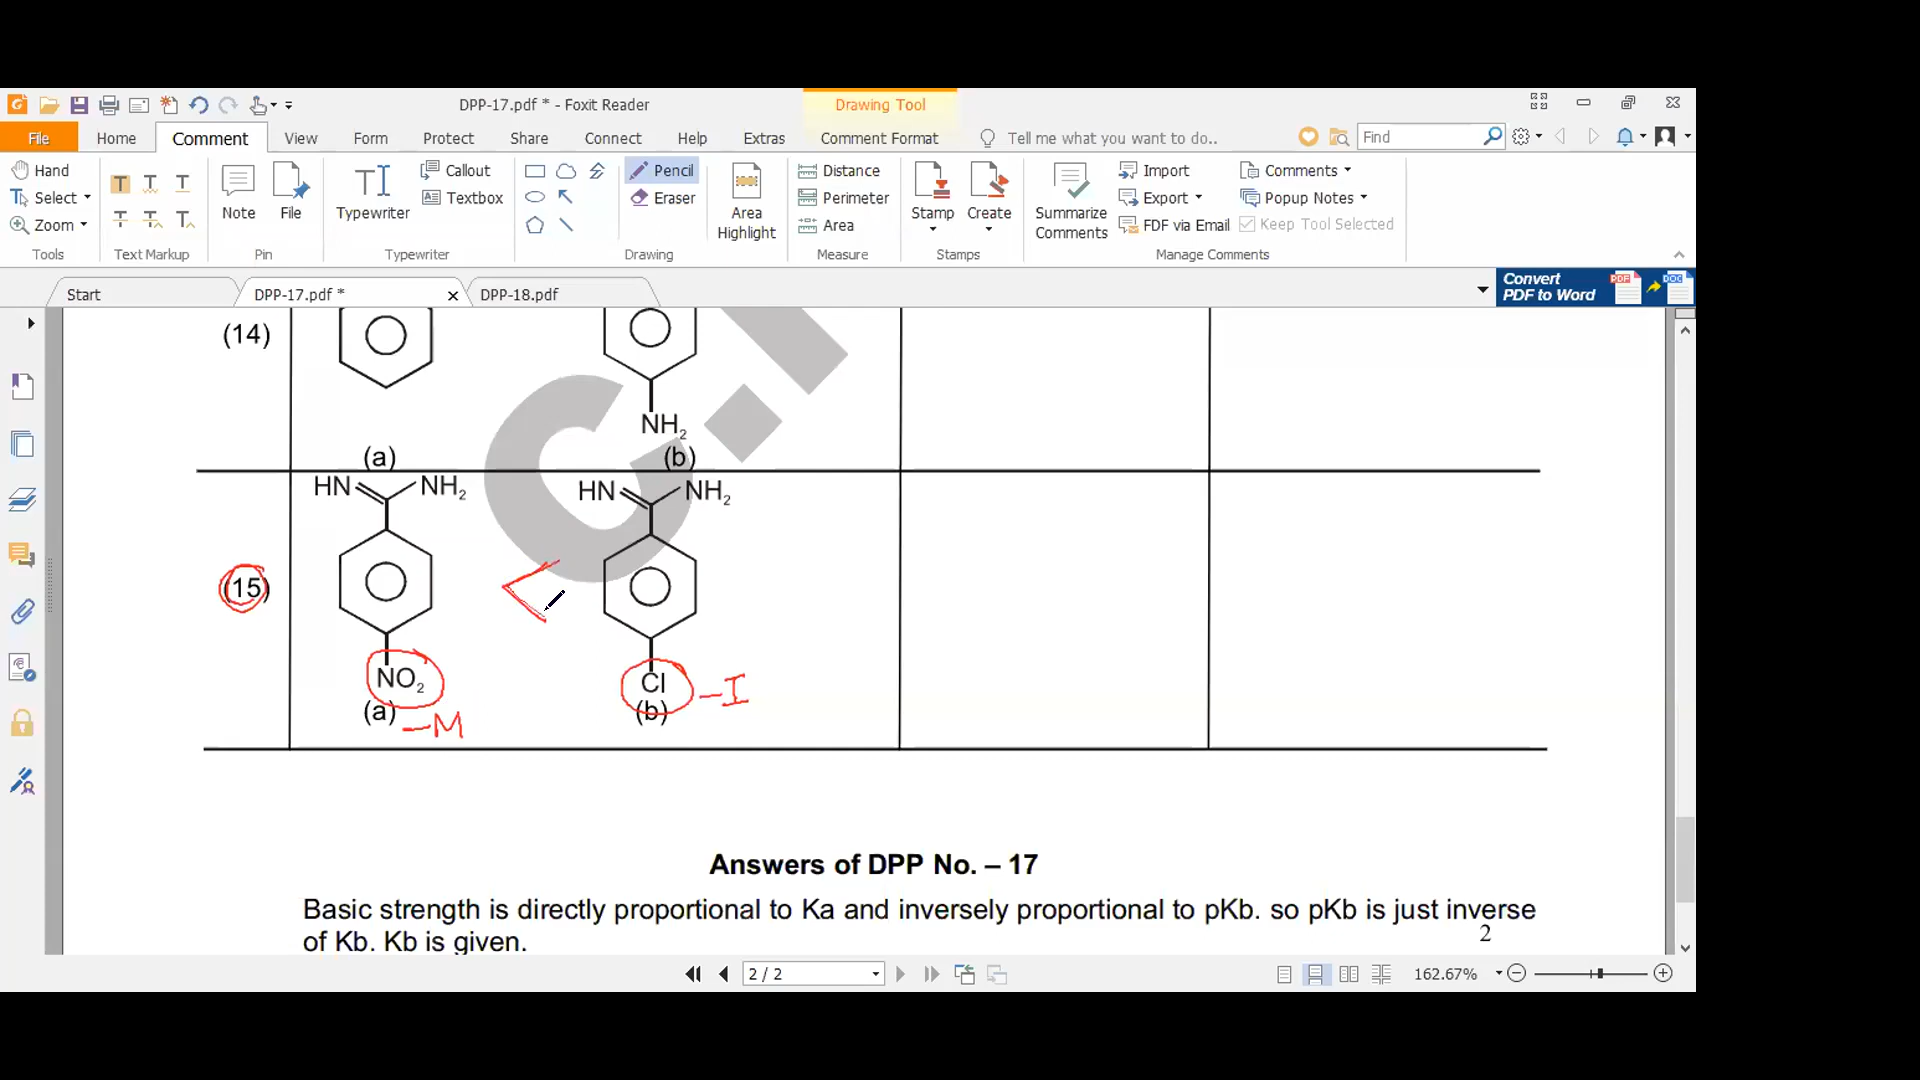 DPP-17.pdf * - Foxit Reader
Drawing Tool
File Home Comment View Form Protect Share Connect Help Extras Comment Format Tell me what you want to do.. Find
Hand
Select
Zoom
Tools
T T T
T T T
Text Markup
Note
File
Pin
Typewriter
Callout
Textbox
Typewriter
Pencil
Eraser
Drawing
Area
Highlight
Distance
Perimeter
Area
Measure
Stamp
Create
Stamps
Summarize
Comments
Import
Export
FDF via Email
Comments
Popup Notes
Keep Tool Selected
Manage Comments
Start
DPP-17.pdf *
DPP-18.pdf
Convert
PDF to Word
PDF DOC
(14)
NH2
(a) (b)
HN NH2 HN NH2
(15) <
NO2 Cl -I
(a) (b)
-M
G.
Answers of DPP No. – 17
Basic strength is directly proportional to Ka and inversely proportional to pKb. so pKb is just inverse
of Kb. Kb is given.
2
2 / 2
162.67%